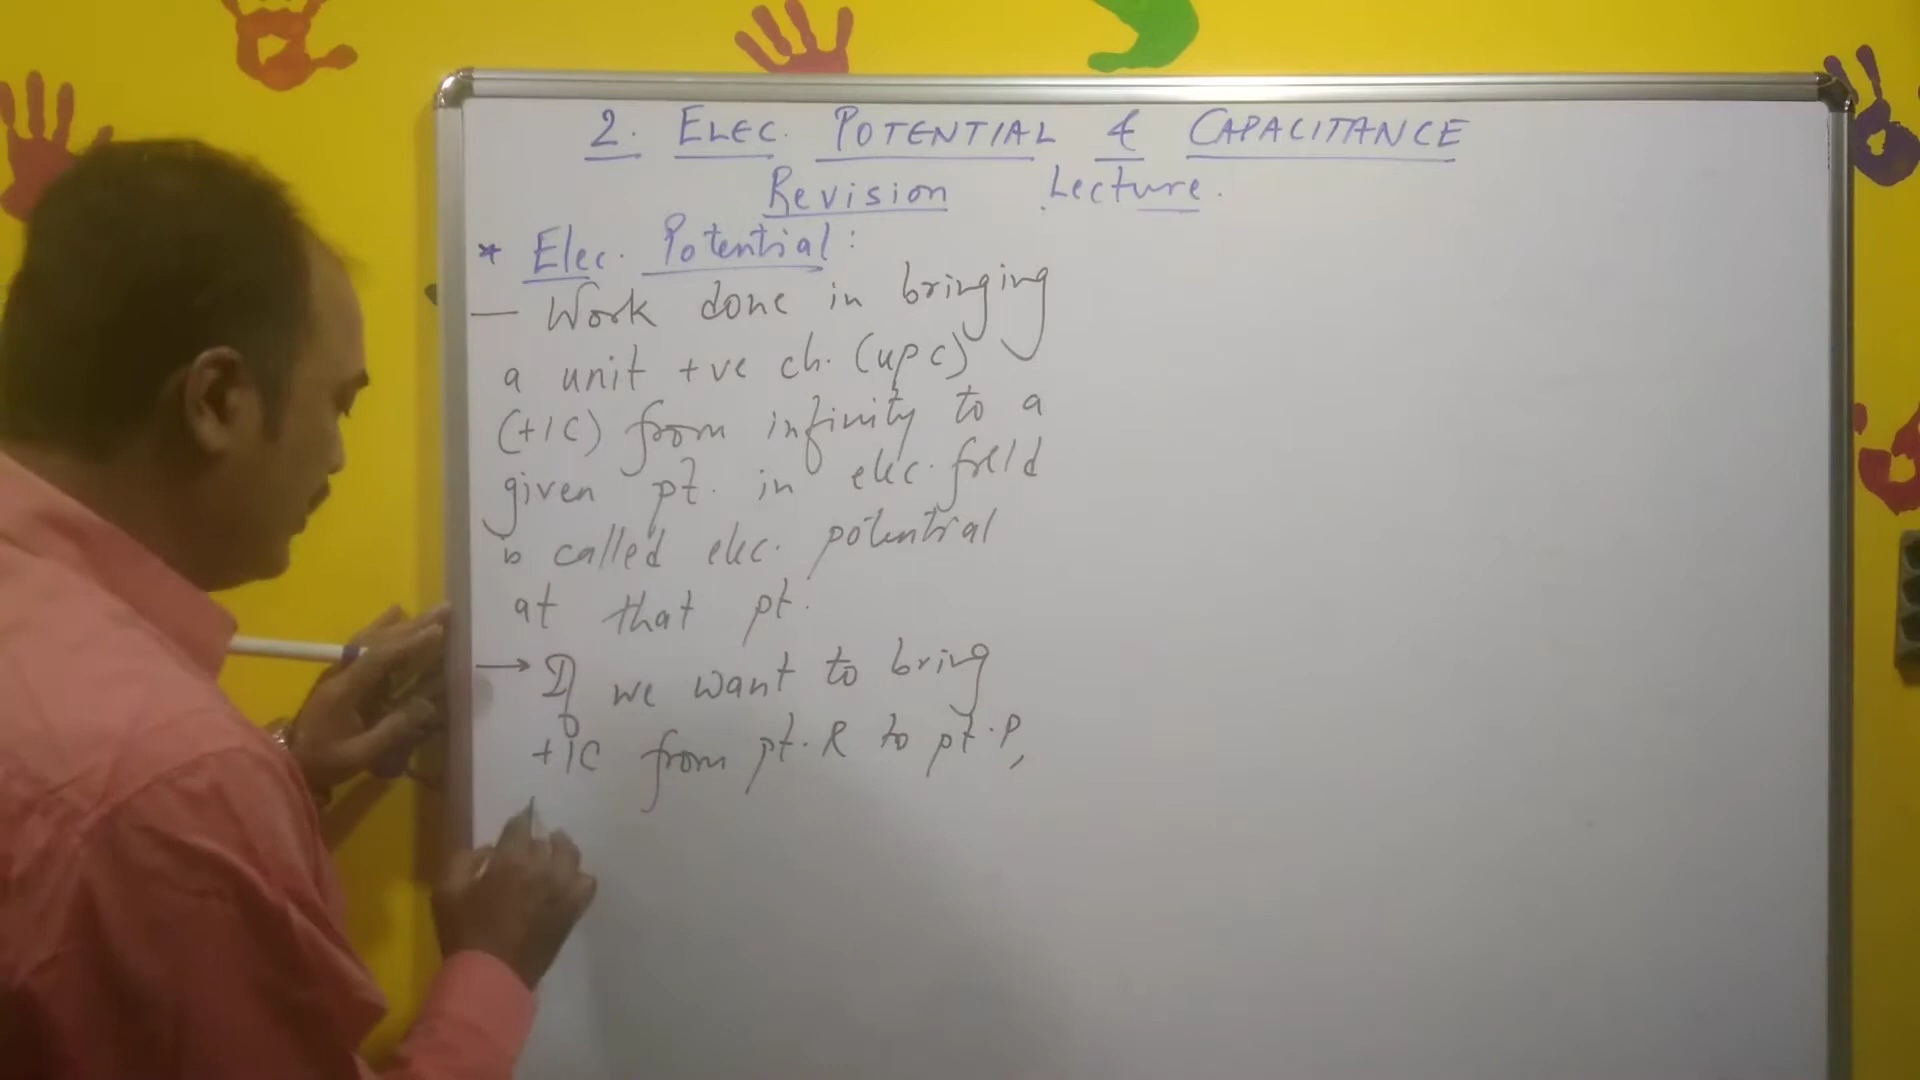 2. ELEC. POTENTIAL & CAPACITANCE
Revision Lecture.
* Elec. Potential:
— Work done in bringing
a unit +ve ch. (upc)
(+1C) from infinity to a
given pt. in elec. field
is called elec. potential
at that pt.
→ If we want to bring
+1C from pt. R to pt. P,